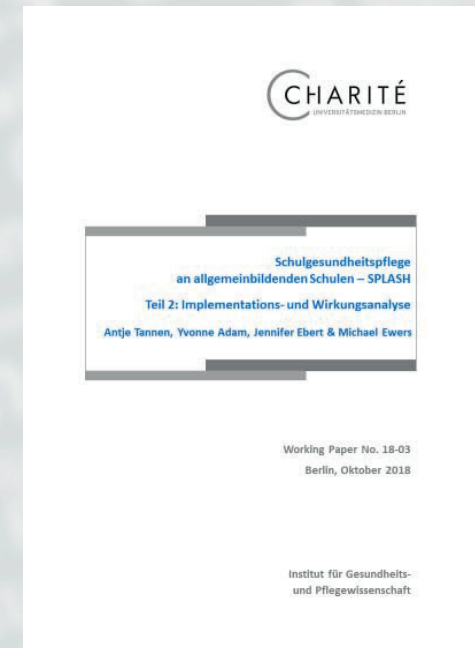 CHARITÉ
UNIVERSITÄTSMEDIZIN BERLIN
Schulgesundheitspflege
an allgemeinbildenden Schulen – SPLASH
Teil 2: Implementations- und Wirkungsanalyse
Antje Tannen, Yvonne Adam, Jennifer Ebert & Michael Ewers
Working Paper No. 18-03
Berlin, Oktober 2018
Institut für Gesundheits-
und Pflegewissenschaft